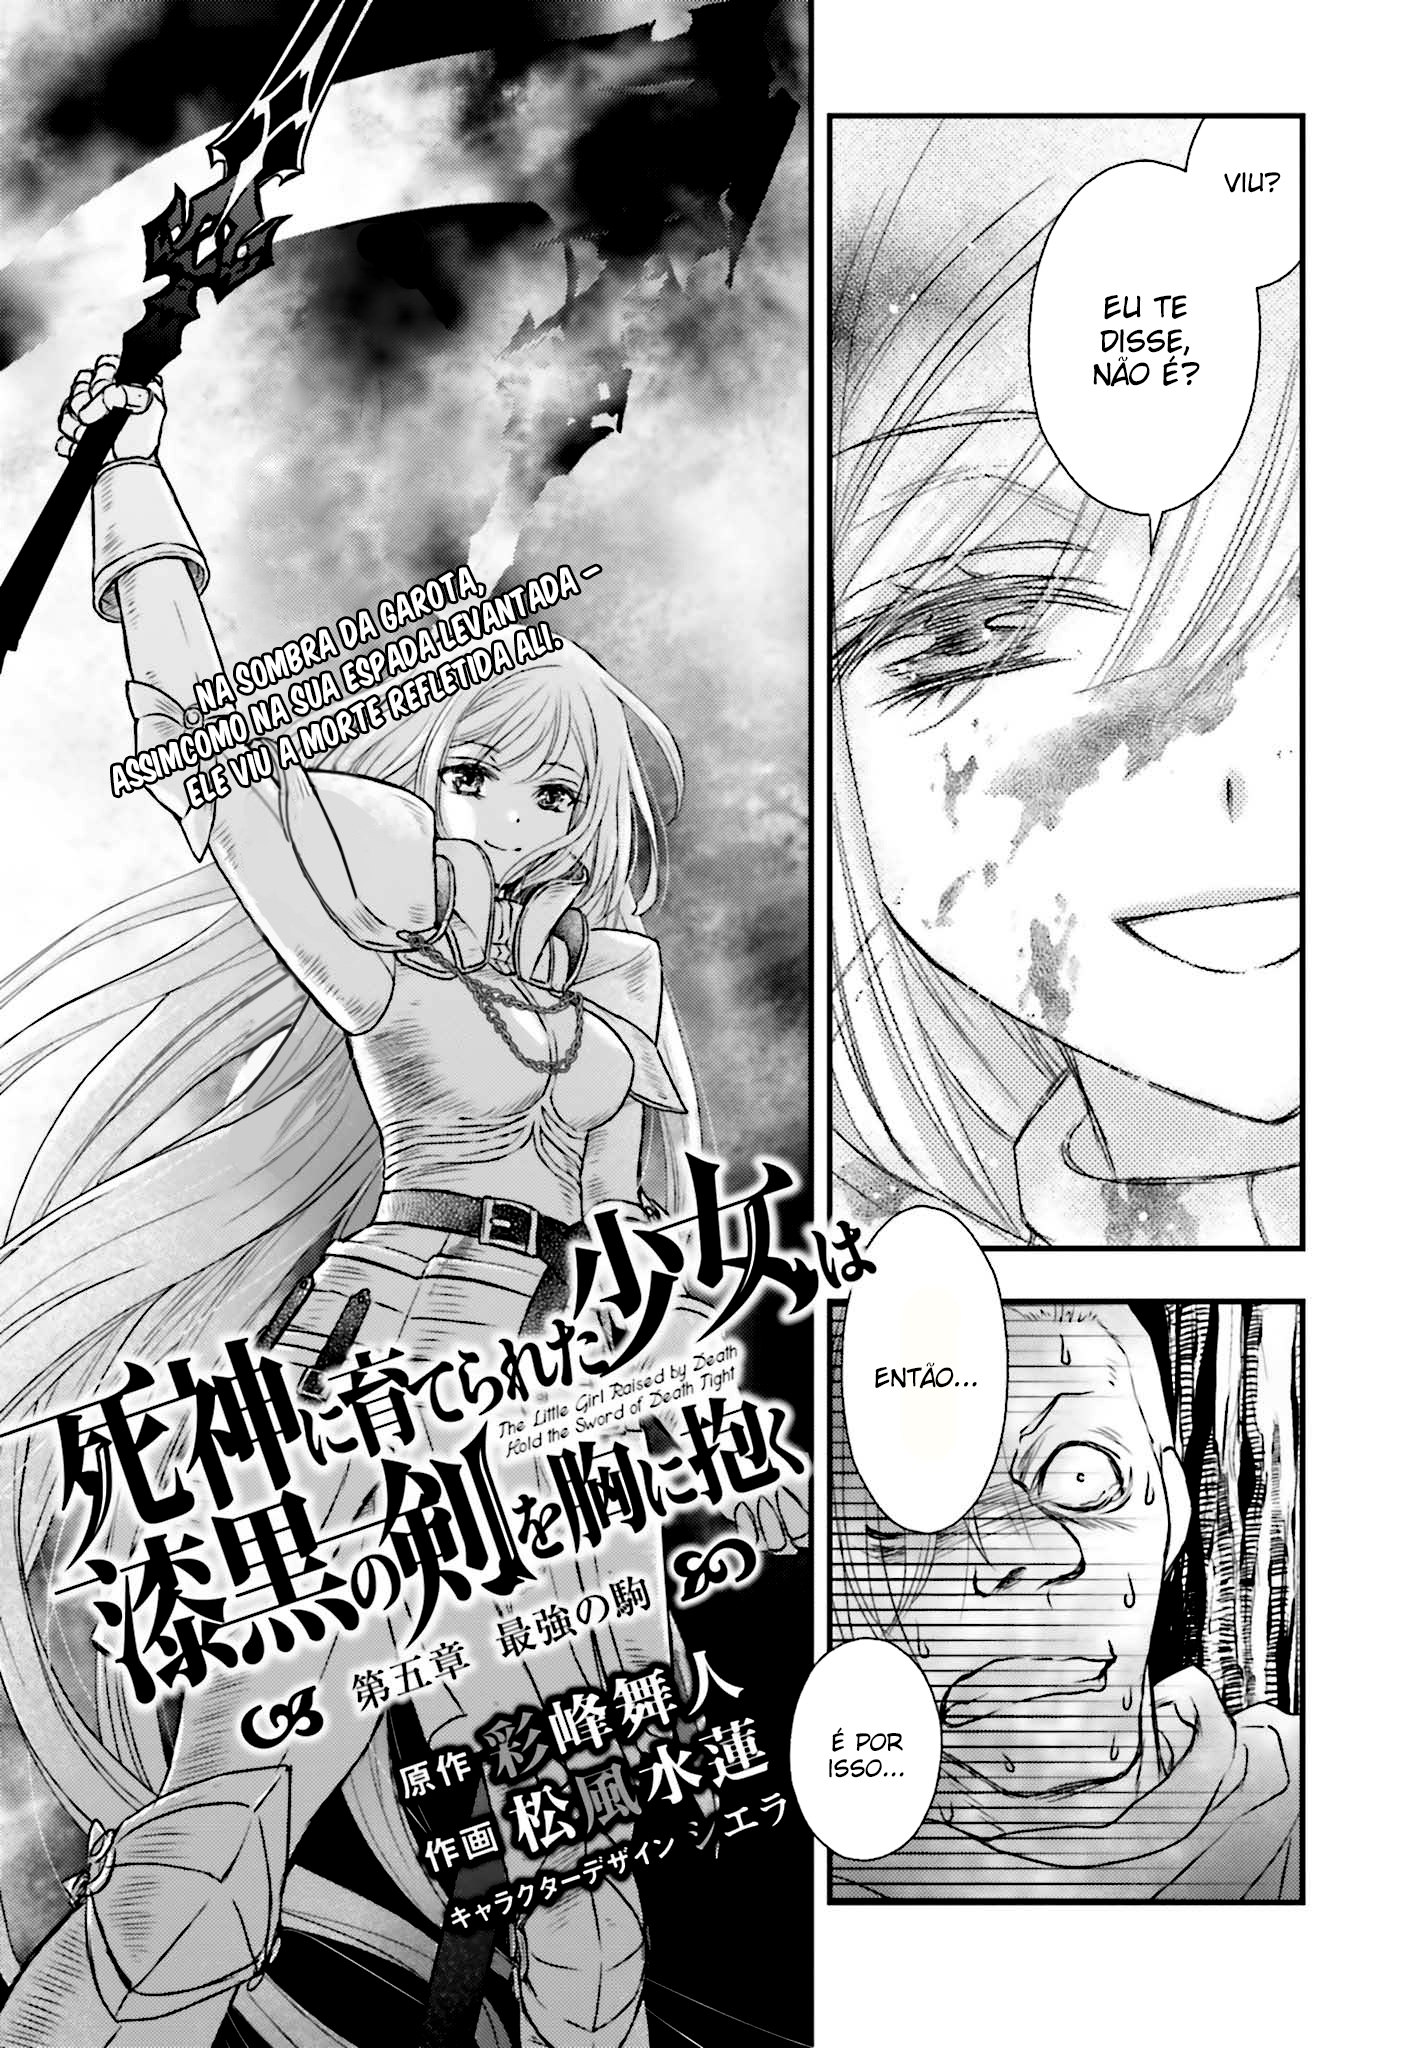 VIU?
EU TE
DISSE,
NÃO É?
ENTÃO...
É POR
ISSO...
NA SOMBRA DA GAROTA,
ASSIMCOMO NA SUA ESPADA LEVANTADA –
ELE VIU A MORTE REFLETIDA ALI.
死神に育てられた少女は
漆黒の剣を胸に抱く
The Little Girl Raised by Death
Hold the Sword of Death Tight
第五章 最強の駒
原作 彩峰舞人
作画 松風水蓮
キャラクターデザイン シエラ